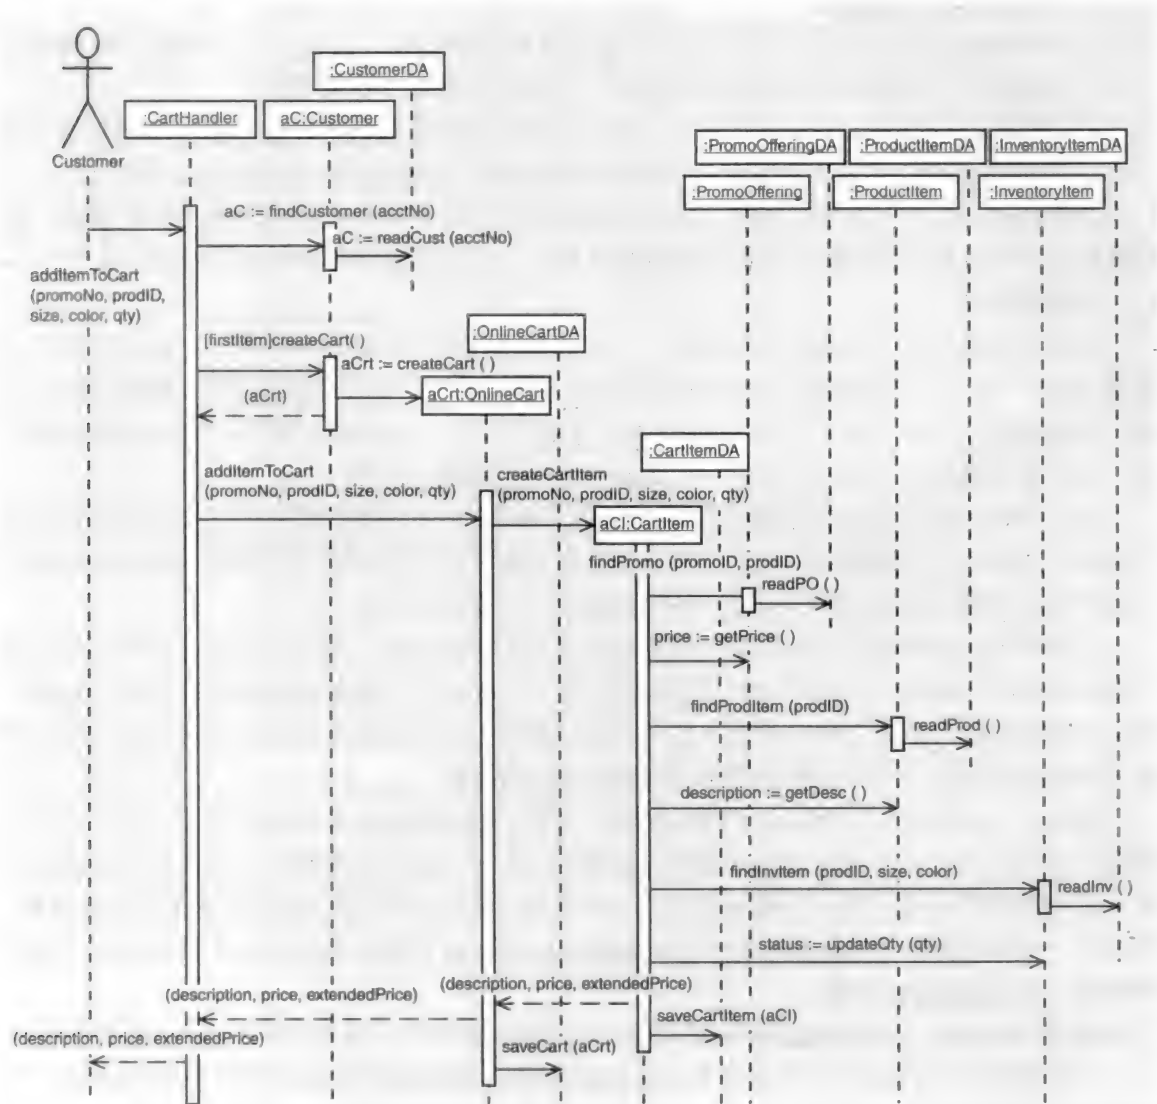 :CustomerDA
:CartHandler
aC:Customer
Customer
:PromoOfferingDA
:ProductItemDA
:InventoryItemDA
:PromoOffering
:ProductItem
:InventoryItem
aC := findCustomer (acctNo)
aC := readCust (acctNo)
addItemToCart
(promoNo, prodID,
size, color, qty)
:OnlineCartDA
[firstItem]createCart( )
aCrt := createCart ( )
(aCrt)
aCrt:OnlineCart
:CartItemDA
addItemToCart
(promoNo, prodID, size, color, qty)
createCartItem
(promoNo, prodID, size, color, qty)
aCI:CartItem
findPromo (promoID, prodID)
readPO ( )
price := getPrice ( )
findProdItem (prodID)
readProd ( )
description := getDesc ( )
findInvItem (prodID, size, color)
readInv ( )
status := updateQty (qty)
(description, price, extendedPrice)
(description, price, extendedPrice)
saveCartItem (aCI)
(description, price, extendedPrice)
saveCart (aCrt)